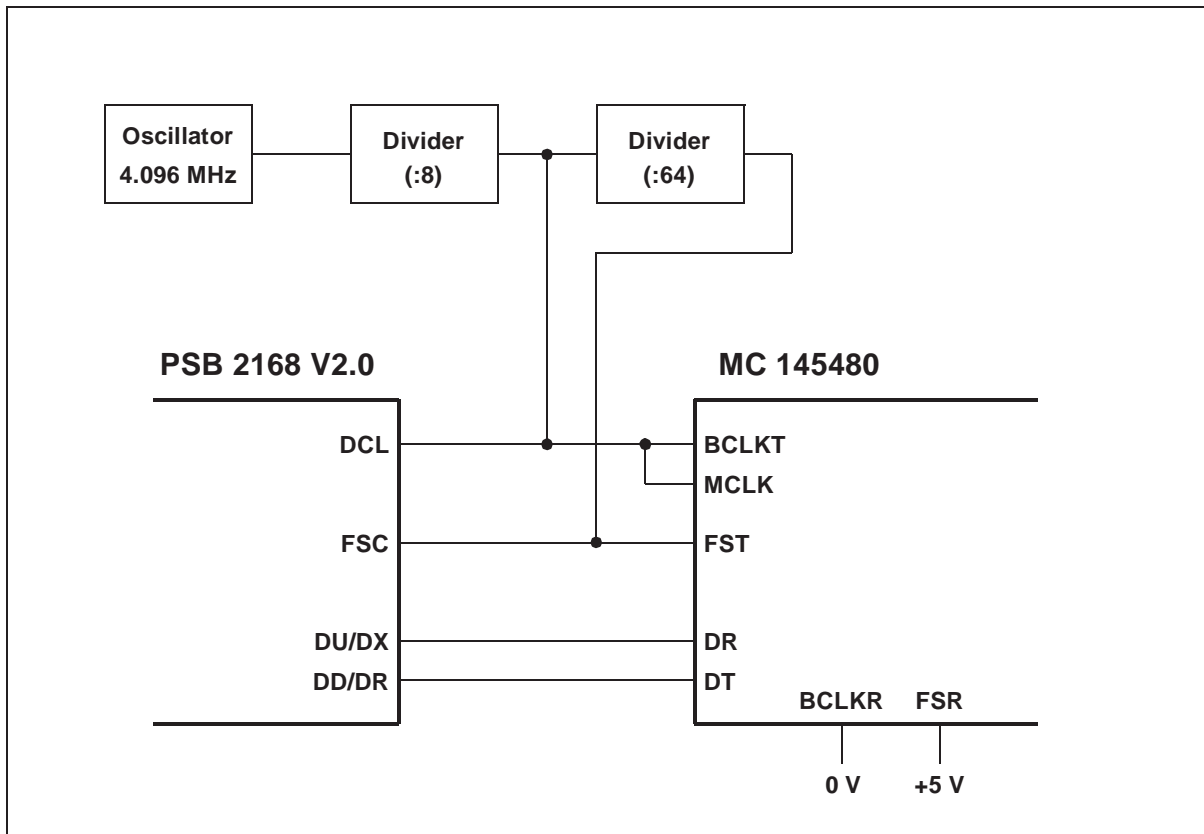 Oscillator
4.096 MHz
Divider
(:8)
Divider
(:64)
PSB 2168 V2.0
MC 145480
DCL
BCLKT
MCLK
FSC
FST
DU/DX
DR
DD/DR
DT
BCLKR
FSR
0 V
+5 V